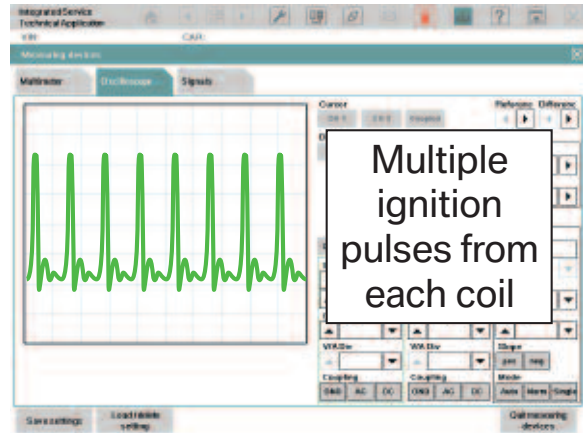 Integrated Service
Technical Application
VIN: CAR:
Measuring devices
Multimeter Oscilloscope Signals
Cursor Reference Difference
Multiple
ignition
pulses from
each coil
V/A/Div V/A/Div Slope
pos neg
Coupling Coupling Mode
GND AC DC GND AC DC Auto Norm Single
Save settings Load/delete Quit measuring
setting devices